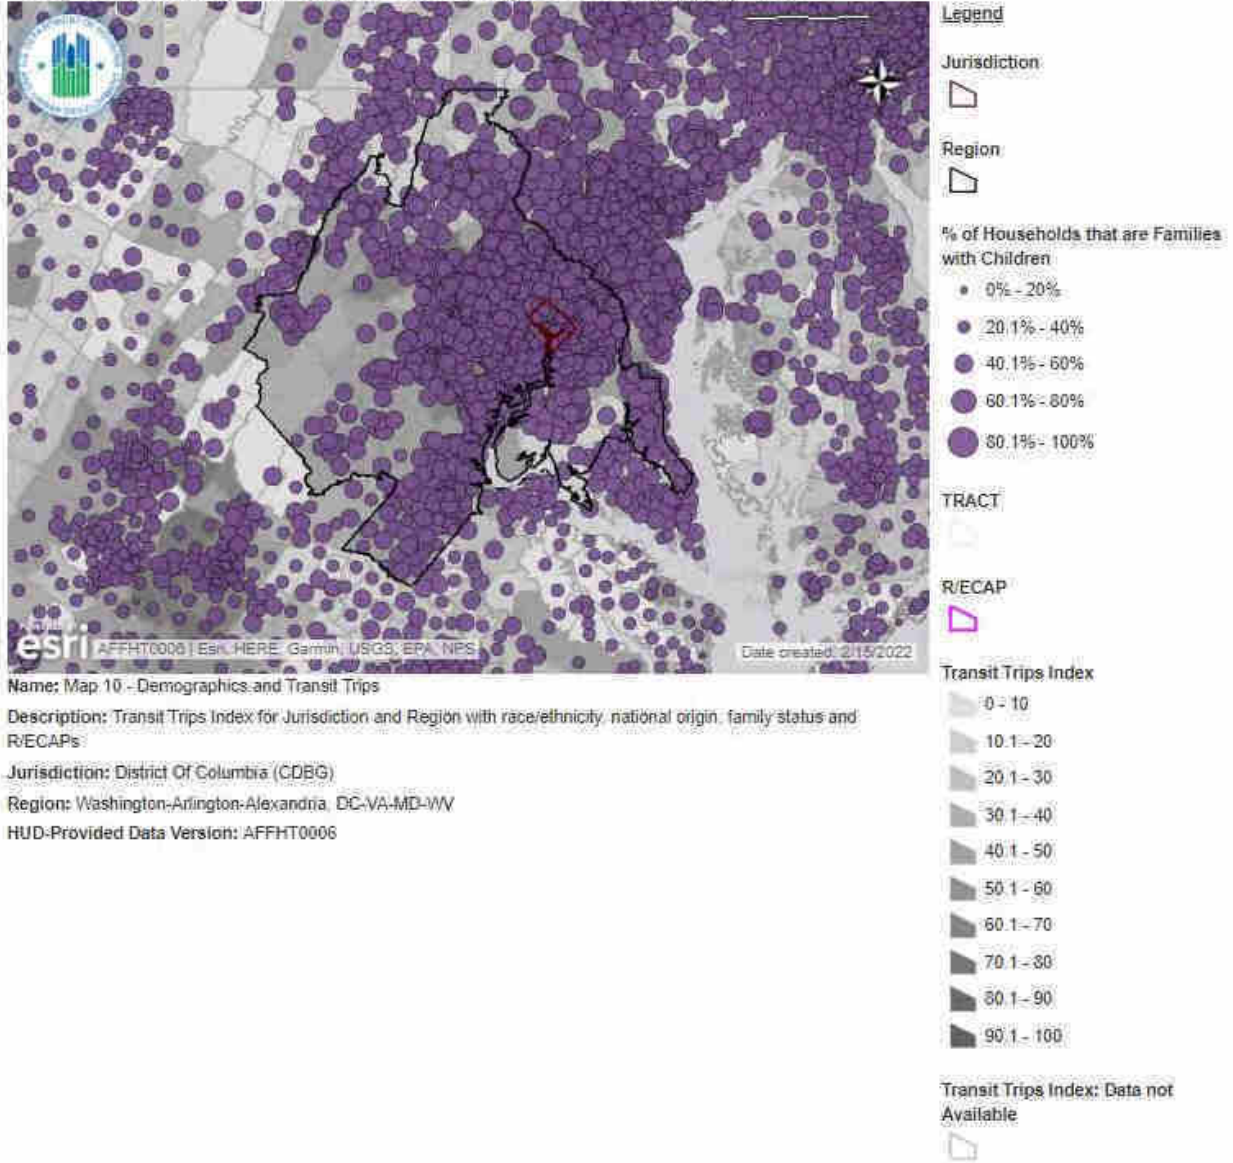 Legend
Jurisdiction
Region
% of Households that are Families
with Children
0% - 20%
20.1% - 40%
40.1% - 60%
60.1% - 80%
80.1% - 100%
TRACT
R/ECAP
Transit Trips Index
0 - 10
10.1 - 20
20.1 - 30
30.1 - 40
40.1 - 50
50.1 - 60
60.1 - 70
70.1 - 80
80.1 - 90
90.1 - 100
Transit Trips Index: Data not
Available
esri
AFFHT0006 | Esri, HERE, Garmin, USGS, EPA, NPS
Date created: 2/15/2022
Name: Map 10 - Demographics and Transit Trips
Description: Transit Trips Index for Jurisdiction and Region with race/ethnicity, national origin, family status and
R/ECAPs
Jurisdiction: District Of Columbia (CDBG)
Region: Washington-Arlington-Alexandria, DC-VA-MD-WV
HUD-Provided Data Version: AFFHT0006